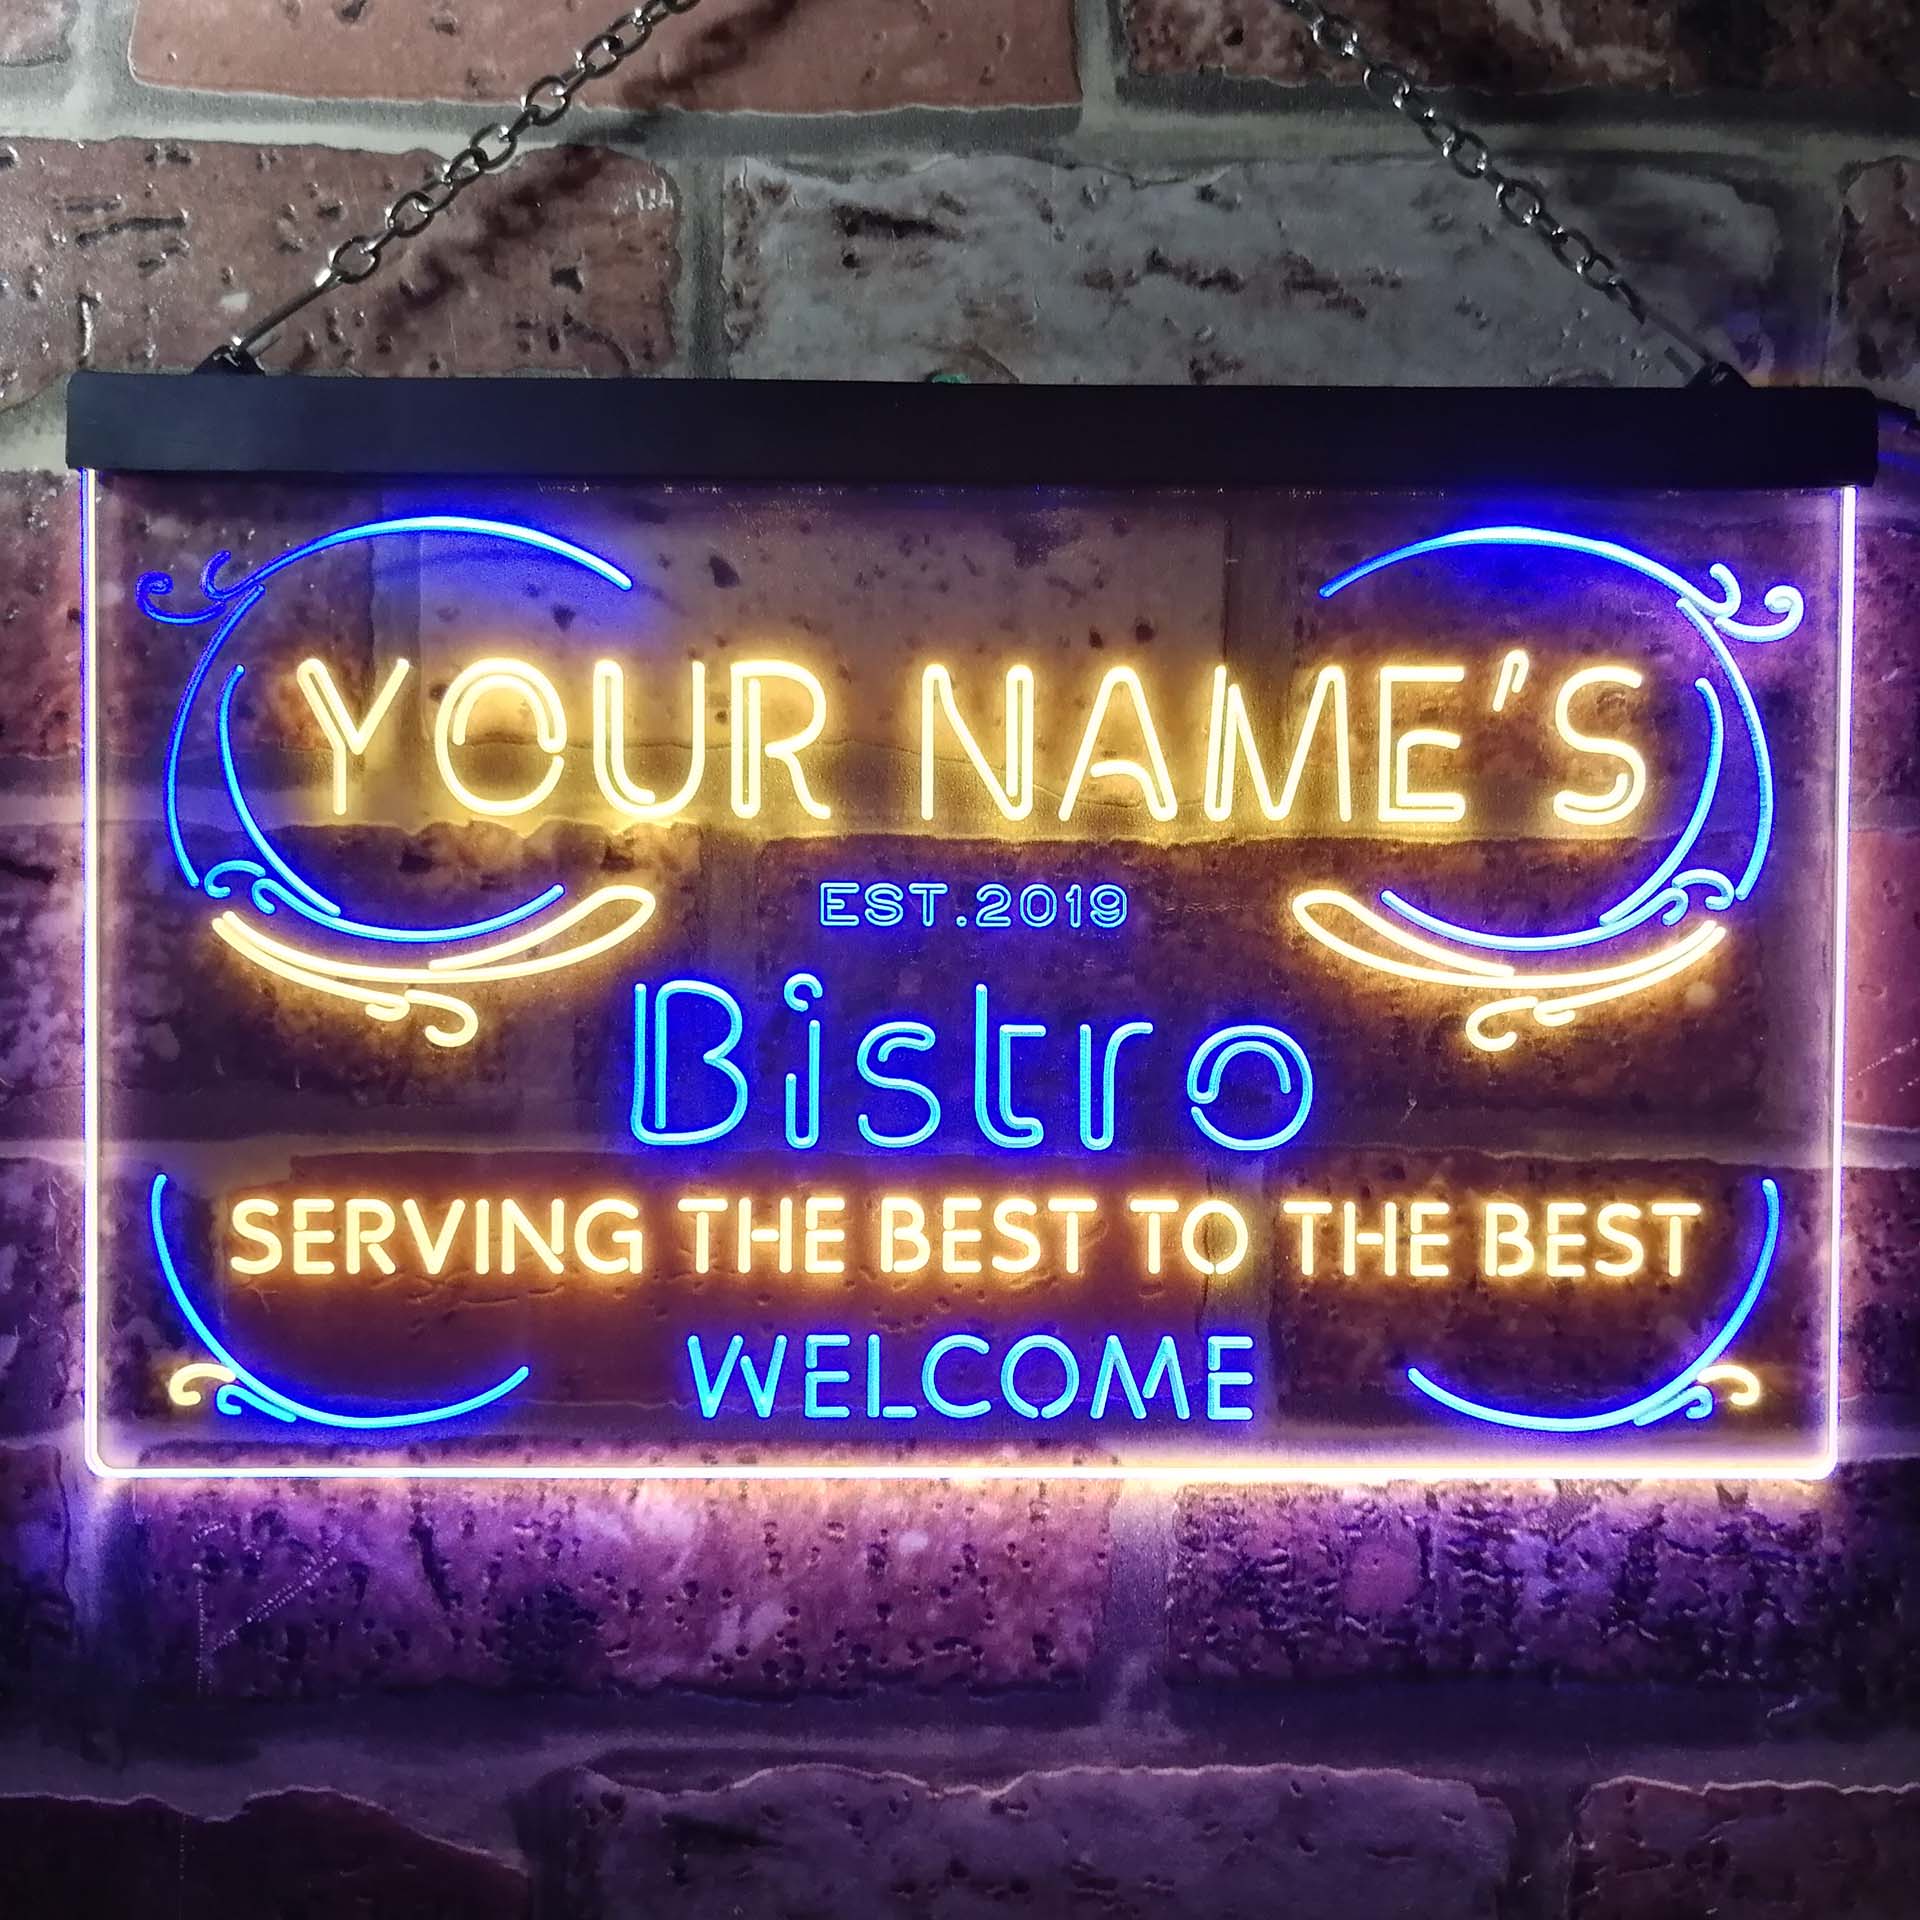 YOUR NAME'S
EST.2019
Bistro
SERVING THE BEST TO THE BEST
WELCOME